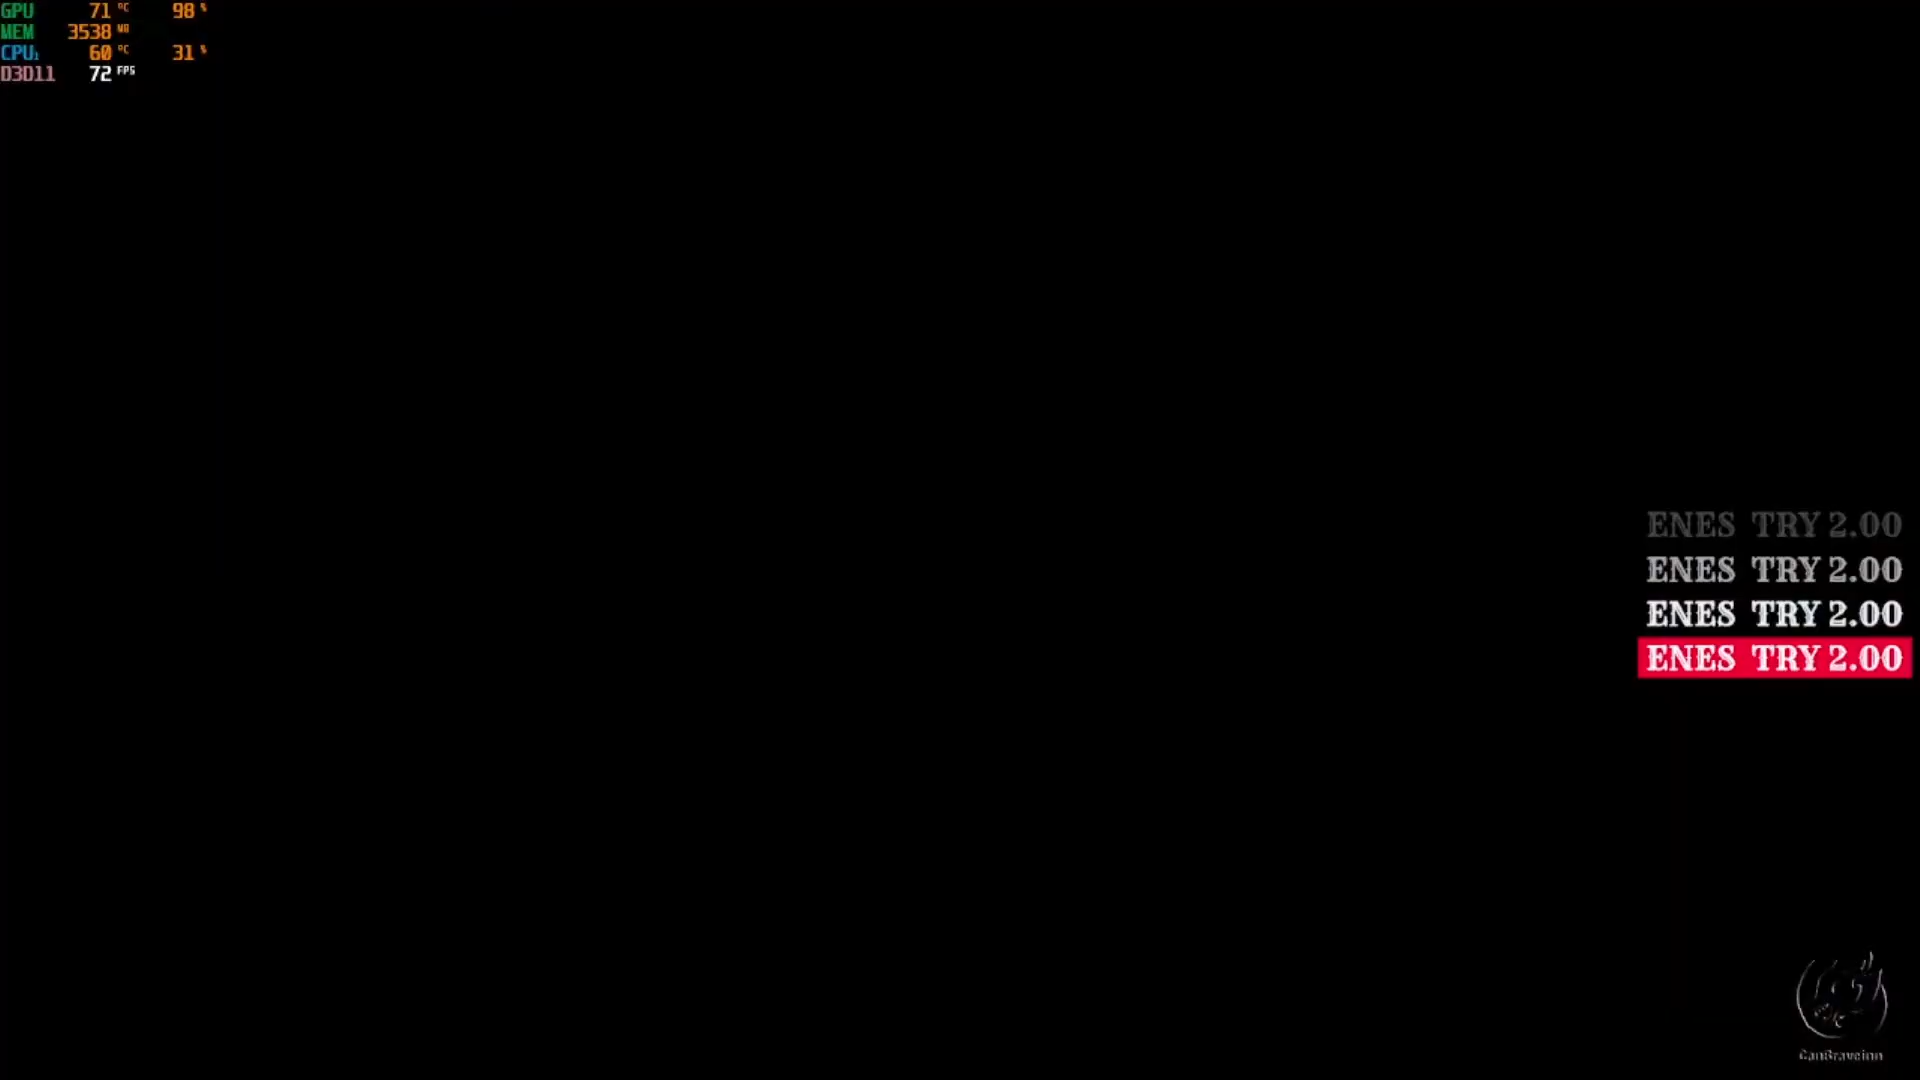 GPU 71 °C 98 %
MEM 3538 MB
CPU 60 °C 31 %
D3D11 72 FPS
ENES TRY 2.00
ENES TRY 2.00
ENES TRY 2.00
ENES TRY 2.00